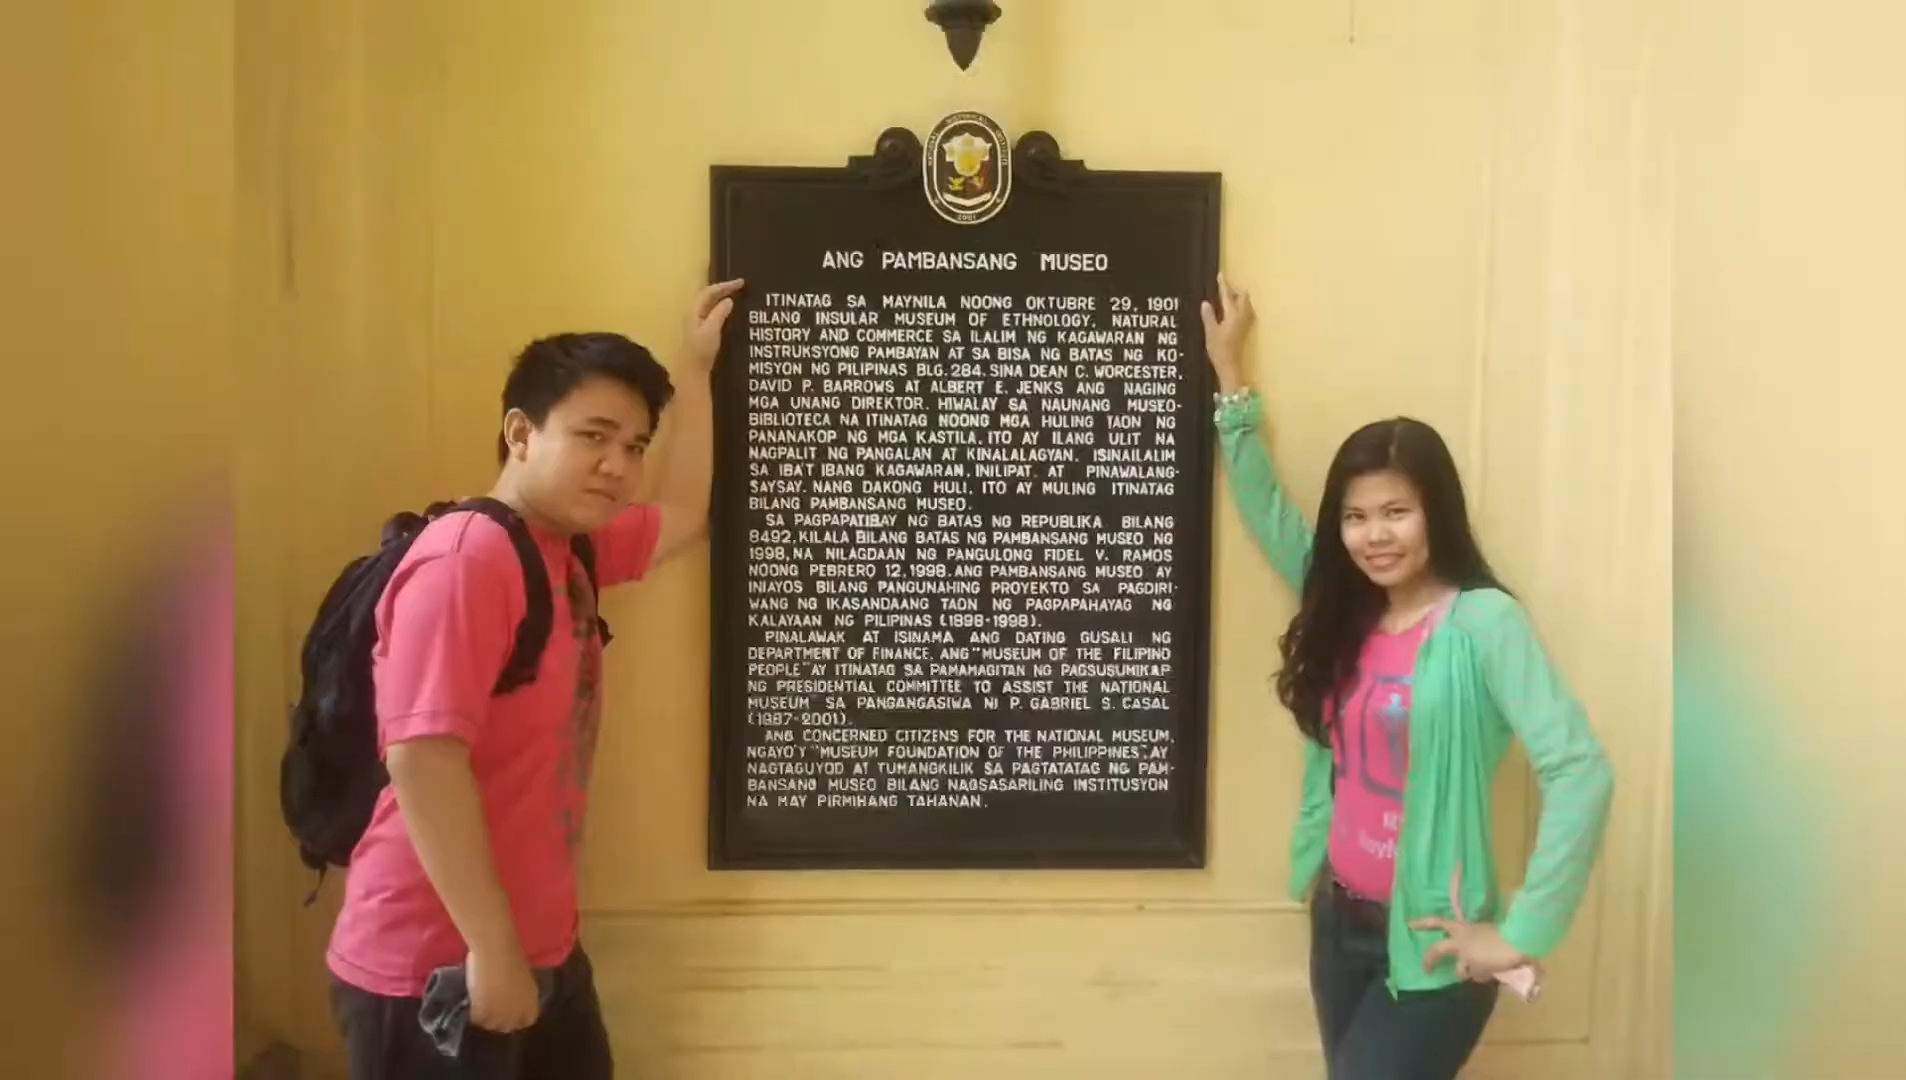 NATIONAL HISTORICAL INSTITUTE
2001
ANG PAMBANSANG MUSEO
ITINATAG SA MAYNILA NOONG OKTUBRE 29, 1901
BILANG INSULAR MUSEUM OF ETHNOLOGY, NATURAL
HISTORY AND COMMERCE SA ILALIM NG KAGAWARAN NG
INSTRUKSYONG PAMBAYAN AT SA BISA NG BATAS NG KO-
MISYON NG PILIPINAS BLG. 284. SINA DEAN C. WORCESTER,
DAVID P. BARROWS AT ALBERT E. JENKS ANG NAGING
MGA UNANG DIREKTOR. HIWALAY SA NAUNANG MUSEO-
BIBLIOTECA NA ITINATAG NOONG MGA HULING TAON NG
PANANAKOP NG MGA KASTILA, ITO AY ILANG ULIT NA
NAGPALIT NG PANGALAN AT KINALALAGYAN, ISINAILALIM
SA IBA'T IBANG KAGAWARAN, INILIPAT, AT PINAWALANG-
SAYSAY. NANG DAKONG HULI, ITO AY MULING ITINATAG
BILANG PAMBANSANG MUSEO.
SA PAGPAPATIBAY NG BATAS NG REPUBLIKA BILANG
8492, KILALA BILANG BATAS NG PAMBANSANG MUSEO NG
1998, NA NILAGDAAN NG PANGULONG FIDEL V. RAMOS
NOONG PEBRERO 12, 1998, ANG PAMBANSANG MUSEO AY
INIAYOS BILANG PANGUNAHING PROYEKTO SA PAGDIRI-
WANG NG IKASANDAANG TAON NG PAGPAPAHAYAG NG
KALAYAAN NG PILIPINAS (1898-1998).
PINALAWAK AT ISINAMA ANG DATING GUSALI NG
DEPARTMENT OF FINANCE, ANG "MUSEUM OF THE FILIPINO
PEOPLE" AY ITINATAG SA PAMAMAGITAN NG PAGSUSUMIKAP
NG PRESIDENTIAL COMMITTEE TO ASSIST THE NATIONAL
MUSEUM" SA PANGANGASIWA NI P. GABRIEL S. CASAL
(1987-2001).
ANG CONCERNED CITIZENS FOR THE NATIONAL MUSEUM,
NGAYO'Y "MUSEUM FOUNDATION OF THE PHILIPPINES", AY
NAGTAGUYOD AT TUMANGKILIK SA PAGTATATAG NG PAM-
BANSANG MUSEO BILANG NAGSASARILING INSTITUSYON
NA MAY PIRMIHANG TAHANAN.